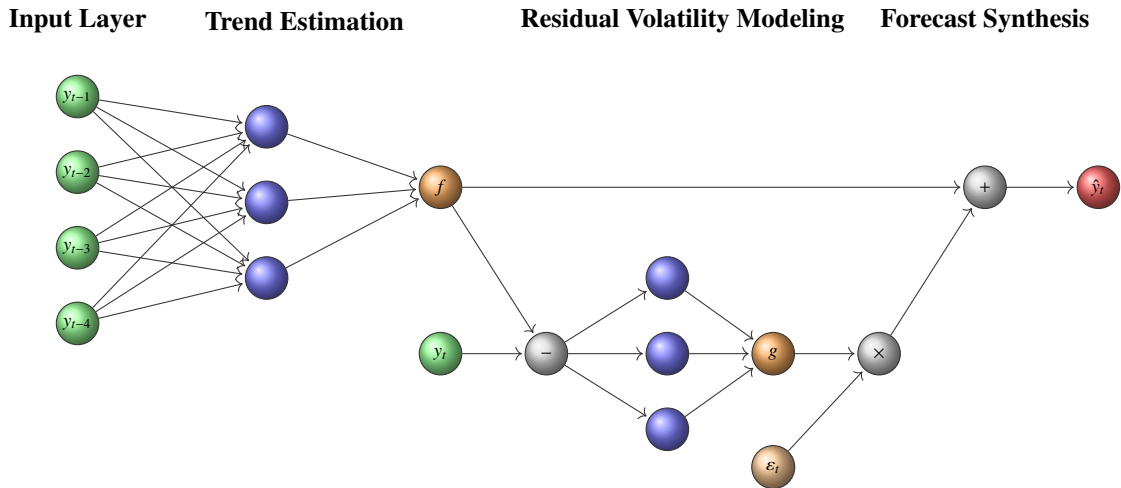 Input Layer
Trend Estimation
Residual Volatility Modeling
Forecast Synthesis
y_{t−1}
y_{t−2}
y_{t−3}
y_{t−4}
f
+
ŷ_t
y_t
−
g
×
ε_t